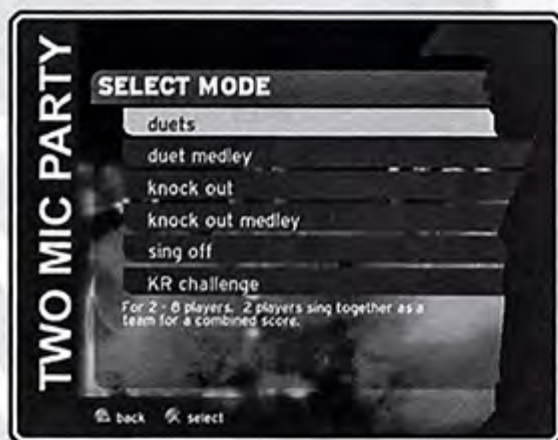 TWO MIC PARTY
SELECT MODE
duets
duet medley
knock out
knock out medley
sing off
KR challenge
For 2 - 8 players. 2 players sing together as a
team for a combined score.
back select